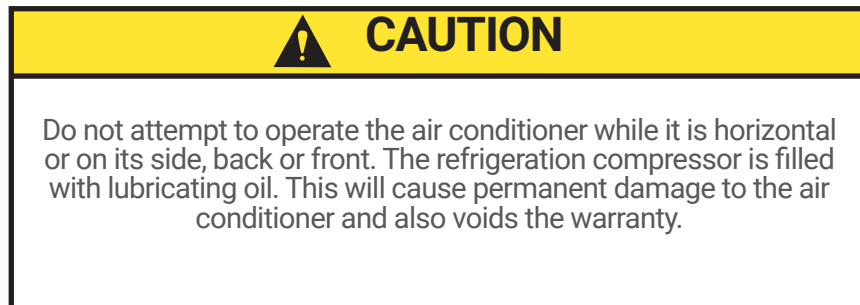 CAUTION
Do not attempt to operate the air conditioner while it is horizontal
or on its side, back or front. The refrigeration compressor is filled
with lubricating oil. This will cause permanent damage to the air
conditioner and also voids the warranty.